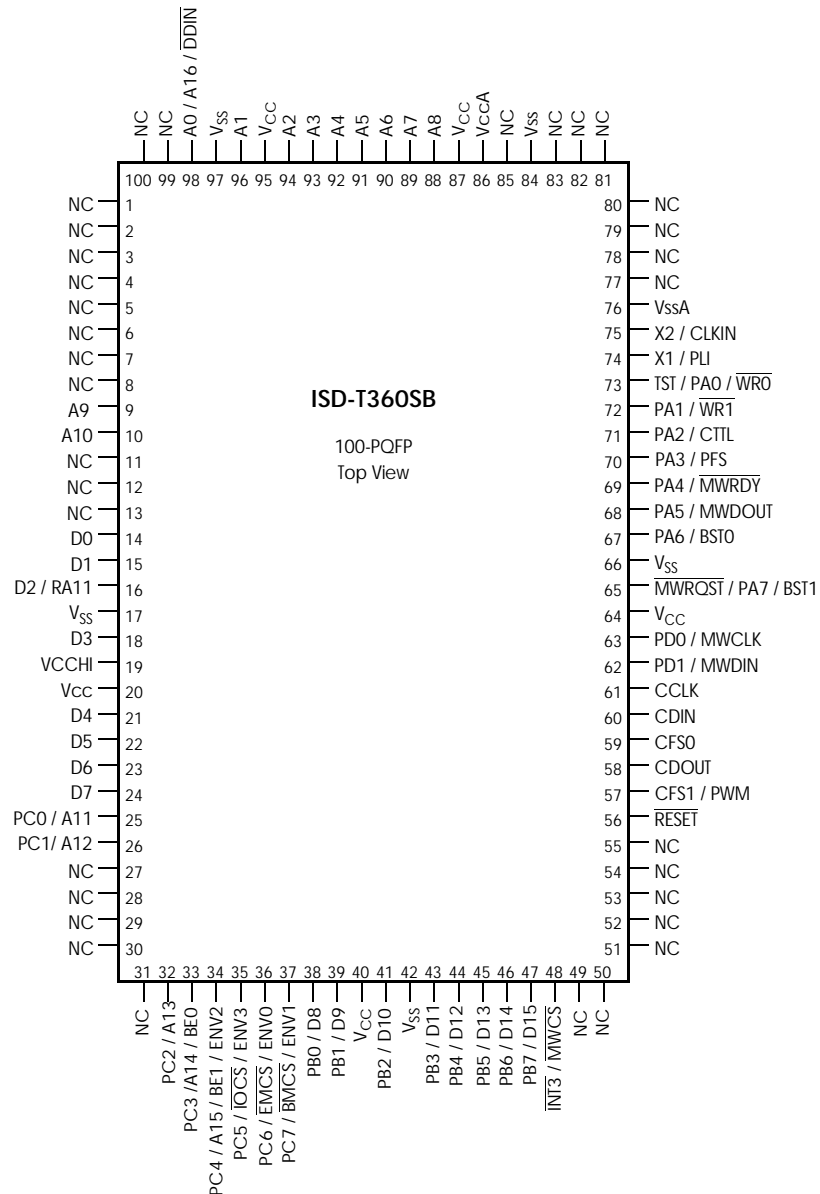 NC
NC
A0 / A16 / DDIN
VSS
A1
VCC
A2
A3
A4
A5
A6
A7
A8
VCC
VccA
NC
Vss
NC
NC
NC
100 99 98 97 96 95 94 93 92 91 90 89 88 87 86 85 84 83 82 81
NC 1 80 NC
NC 2 79 NC
NC 3 78 NC
NC 4 77 NC
NC 5 76 VssA
NC 6 75 X2 / CLKIN
NC 7 74 X1 / PLI
NC 8 73 TST / PA0 / WR0
A9 9 72 PA1 / WR1
A10 10 71 PA2 / CTTL
NC 11 70 PA3 / PFS
NC 12 69 PA4 / MWRDY
NC 13 68 PA5 / MWDOUT
D0 14 67 PA6 / BST0
D1 15 66 VSS
D2 / RA11 16 65 MWRQST / PA7 / BST1
VSS 17 64 VCC
D3 18 63 PD0 / MWCLK
VCCHI 19 62 PD1 / MWDIN
Vcc 20 61 CCLK
D4 21 60 CDIN
D5 22 59 CFS0
D6 23 58 CDOUT
D7 24 57 CFS1 / PWM
PC0 / A11 25 56 RESET
PC1/ A12 26 55 NC
NC 27 54 NC
NC 28 53 NC
NC 29 52 NC
NC 30 51 NC
ISD-T360SB
100-PQFP
Top View
31 32 33 34 35 36 37 38 39 40 41 42 43 44 45 46 47 48 49 50
NC
PC2 / A13
PC3 /A14 / BE0
PC4 / A15 / BE1 / ENV2
PC5 / IOCS / ENV3
PC6 / EMCS / ENV0
PC7 / BMCS / ENV1
PB0 / D8
PB1 / D9
VCC
PB2 / D10
VSS
PB3 / D11
PB4 / D12
PB5 / D13
PB6 / D14
PB7 / D15
INT3 / MWCS
NC
NC